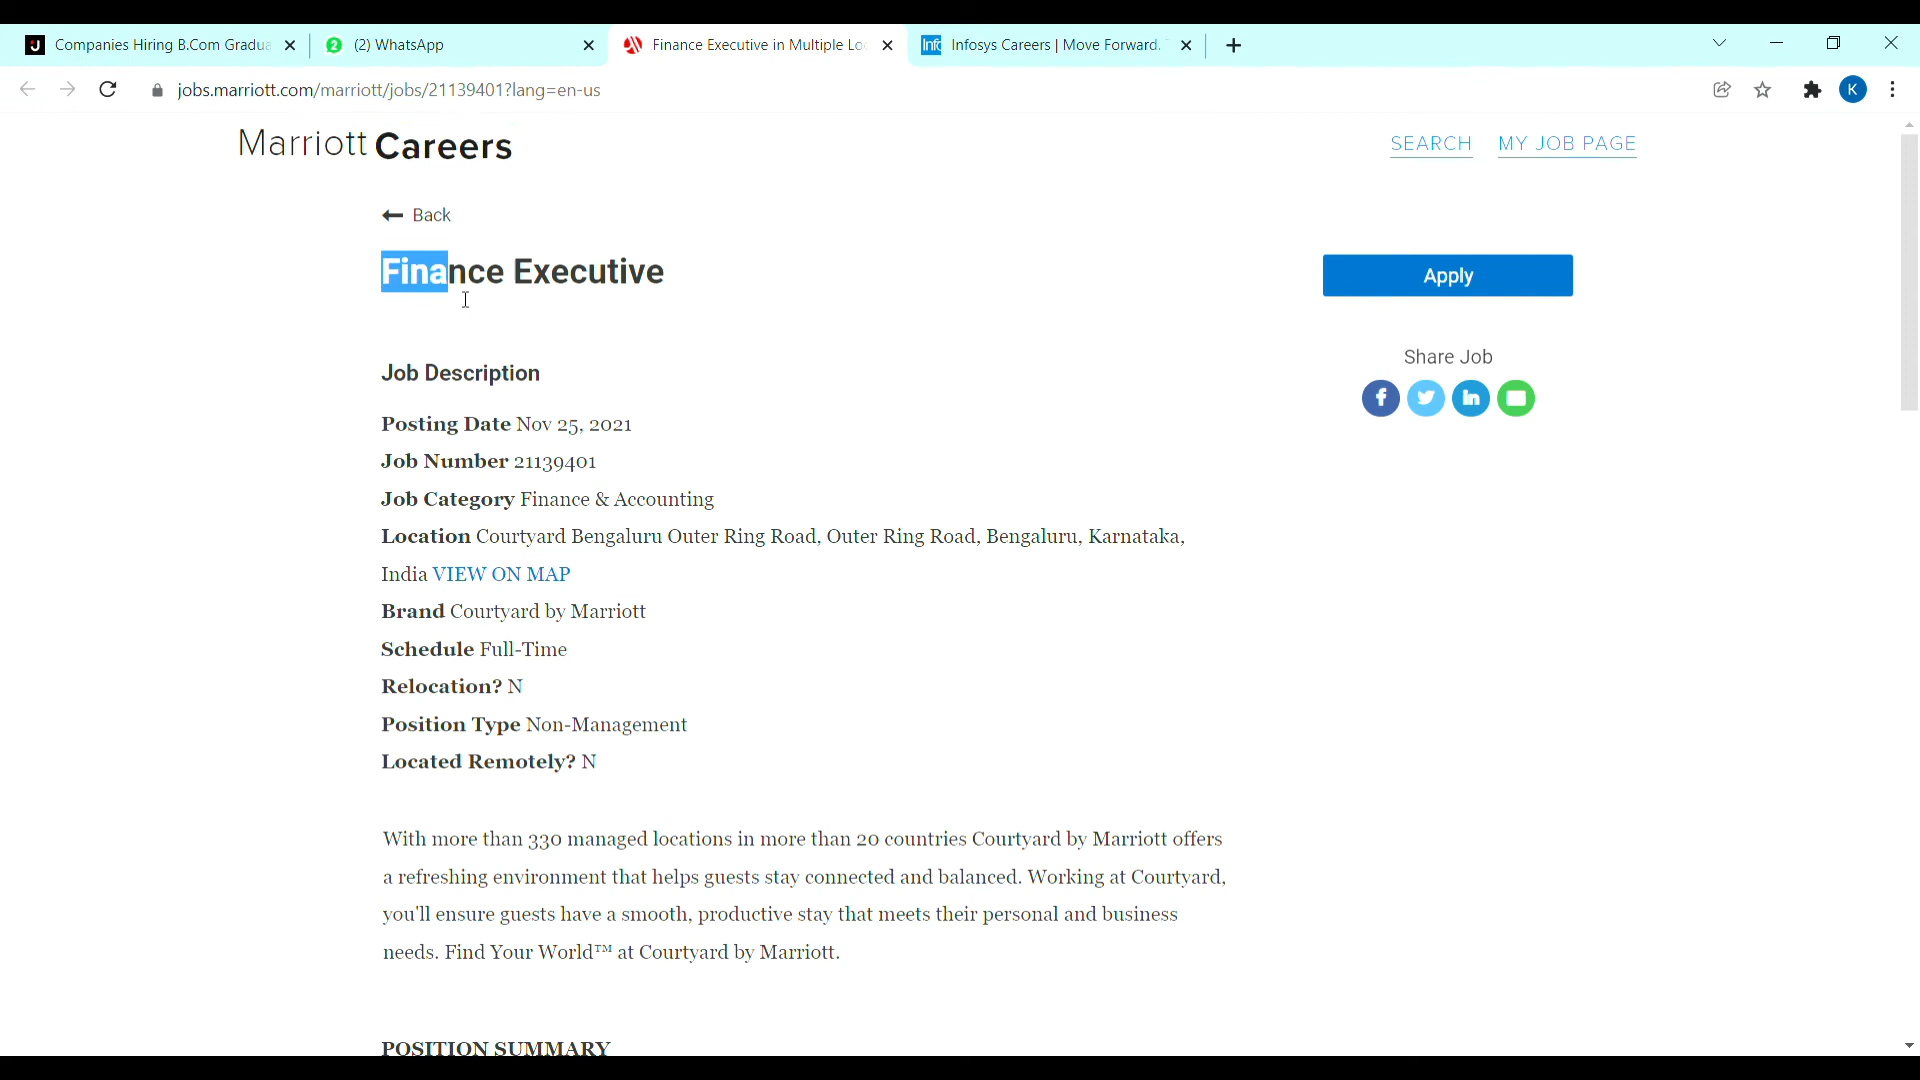 Companies Hiring B.Com Gradua
(2) WhatsApp
Finance Executive in Multiple Lo
Infosys Careers | Move Forward.
jobs.marriott.com/marriott/jobs/21139401?lang=en-us
K
Marriott Careers
SEARCH MY JOB PAGE
Back
Finance Executive
Apply
Job Description
Share Job
Posting Date Nov 25, 2021
Job Number 21139401
Job Category Finance & Accounting
Location Courtyard Bengaluru Outer Ring Road, Outer Ring Road, Bengaluru, Karnataka,
India VIEW ON MAP
Brand Courtyard by Marriott
Schedule Full-Time
Relocation? N
Position Type Non-Management
Located Remotely? N
With more than 330 managed locations in more than 20 countries Courtyard by Marriott offers
a refreshing environment that helps guests stay connected and balanced. Working at Courtyard,
you'll ensure guests have a smooth, productive stay that meets their personal and business
needs. Find Your World™ at Courtyard by Marriott.
POSITION SUMMARY